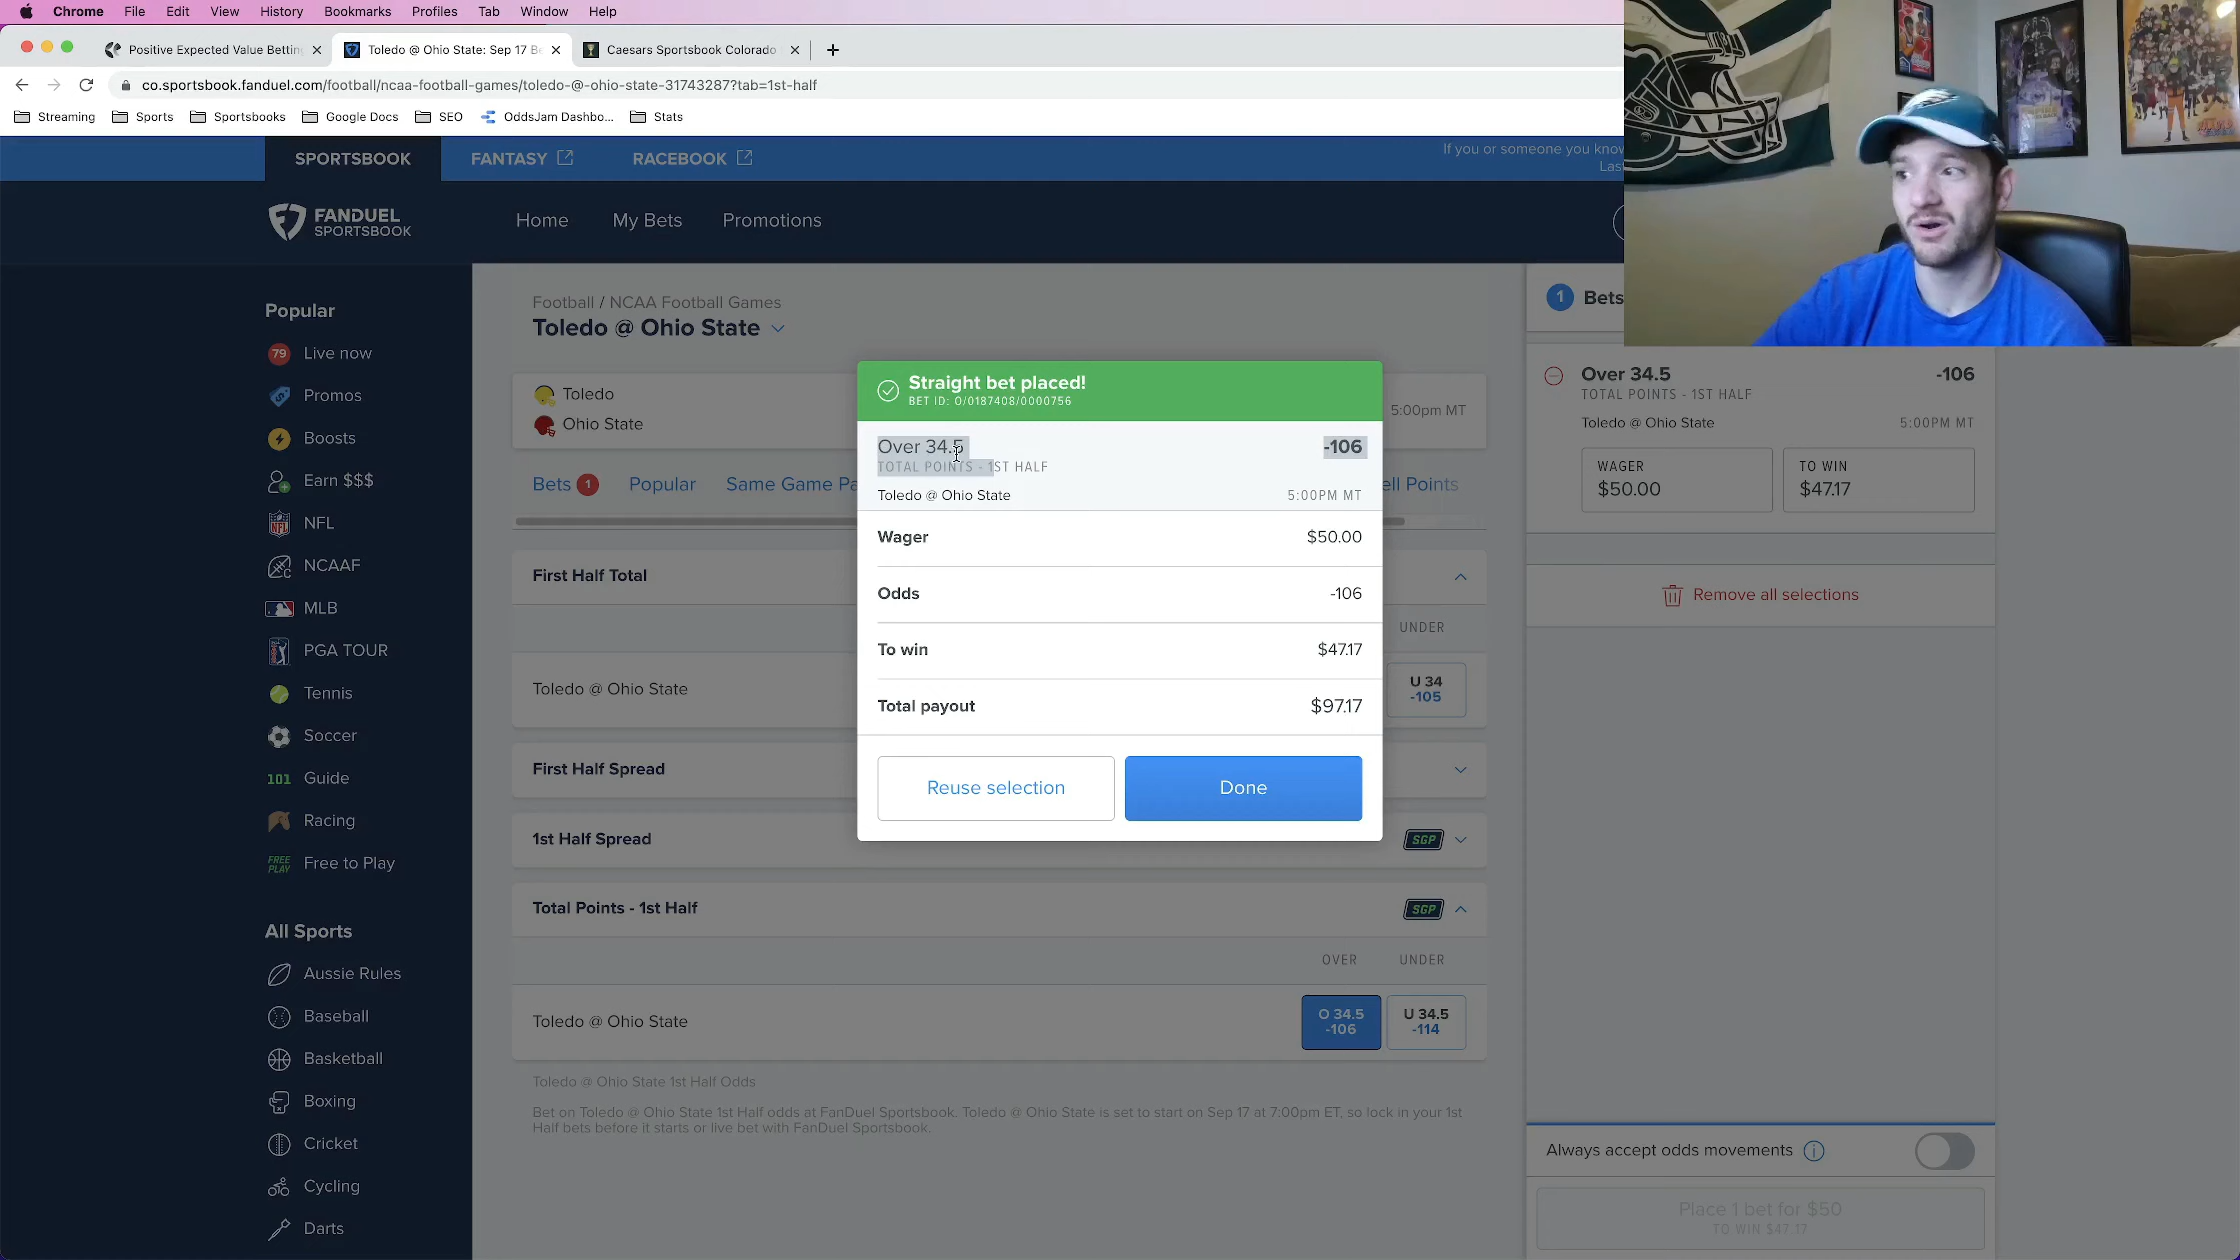 Chrome File Edit View History Bookmarks Profiles Tab Window Help
Positive Expected Value Betting
Toledo @ Ohio State: Sep 17 Be
Caesars Sportsbook Colorado
co.sportsbook.fanduel.com/football/ncaa-football-games/toledo-@-ohio-state-31743287?tab=1st-half
Streaming Sports Sportsbooks Google Docs SEO OddsJam Dashbo... Stats
SPORTSBOOK FANTASY RACEBOOK
If you or someone you know
Las
FANDUEL
SPORTSBOOK
Home My Bets Promotions
Popular
79 Live now
Promos
Boosts
Earn $$$
NFL
NCAAF
MLB
PGA TOUR
Tennis
Soccer
101 Guide
Racing
FREE PLAY Free to Play
All Sports
Aussie Rules
Baseball
Basketball
Boxing
Cricket
Cycling
Darts
Football / NCAA Football Games
Toledo @ Ohio State
Toledo
Ohio State
5:00pm MT
Bets 1 Popular Same Game Pa
ell Points
First Half Total
UNDER
Toledo @ Ohio State
U 34
-105
First Half Spread
1st Half Spread SGP
Total Points - 1st Half SGP
OVER UNDER
Toledo @ Ohio State
O 34.5
-106
U 34.5
-114
Toledo @ Ohio State 1st Half Odds
Bet on Toledo @ Ohio State 1st Half odds at FanDuel Sportsbook. Toledo @ Ohio State is set to start on Sep 17 at 7:00pm ET, so lock in your 1st
Half bets before it starts or live bet with FanDuel Sportsbook.
Straight bet placed!
BET ID: O/0187408/0000756
Over 34.5 -106
TOTAL POINTS - 1ST HALF
Toledo @ Ohio State 5:00PM MT
Wager $50.00
Odds -106
To win $47.17
Total payout $97.17
Reuse selection Done
1 Bets
Over 34.5 -106
TOTAL POINTS - 1ST HALF
Toledo @ Ohio State 5:00PM MT
WAGER
$50.00
TO WIN
$47.17
Remove all selections
Always accept odds movements
Place 1 bet for $50
TO WIN $47.17